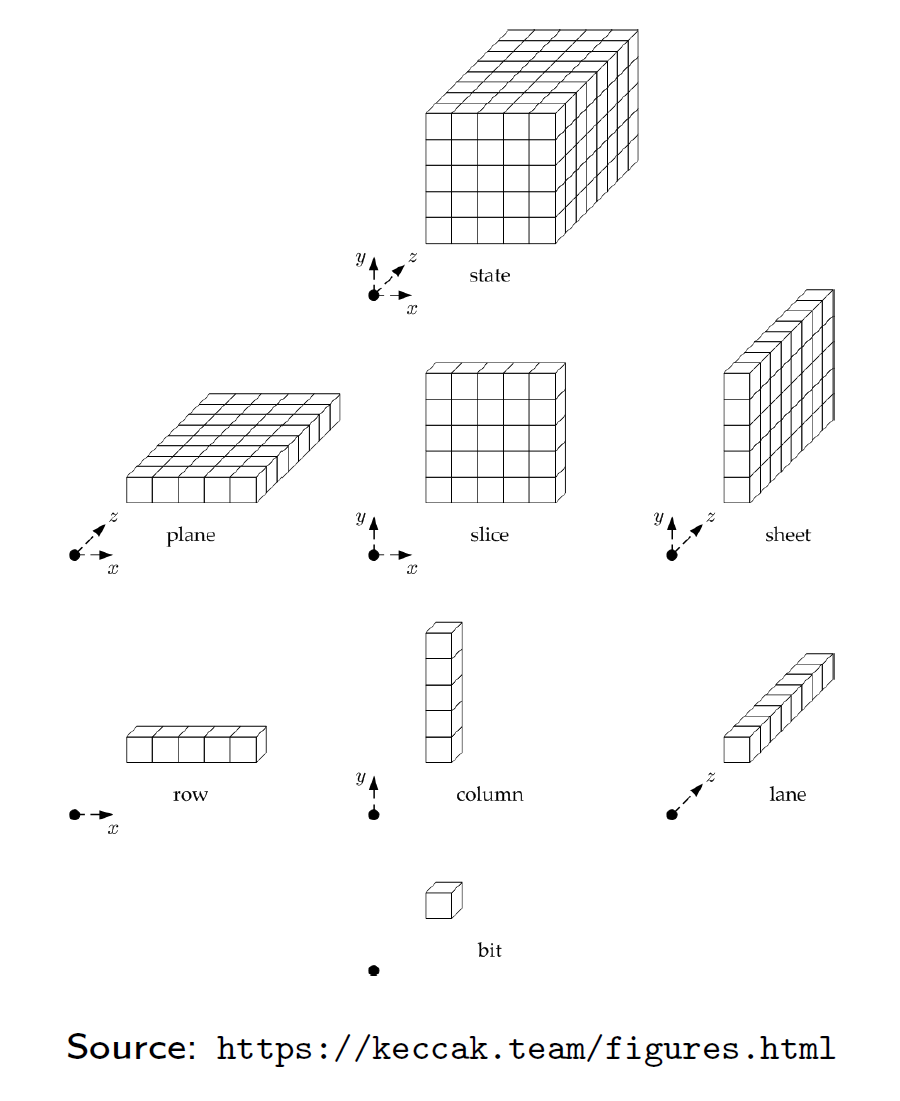 y z
x
state
z
x
plane
y
x
slice
y z
sheet
x
row
y
column
z
lane
bit
Source: https://keccak.team/figures.html